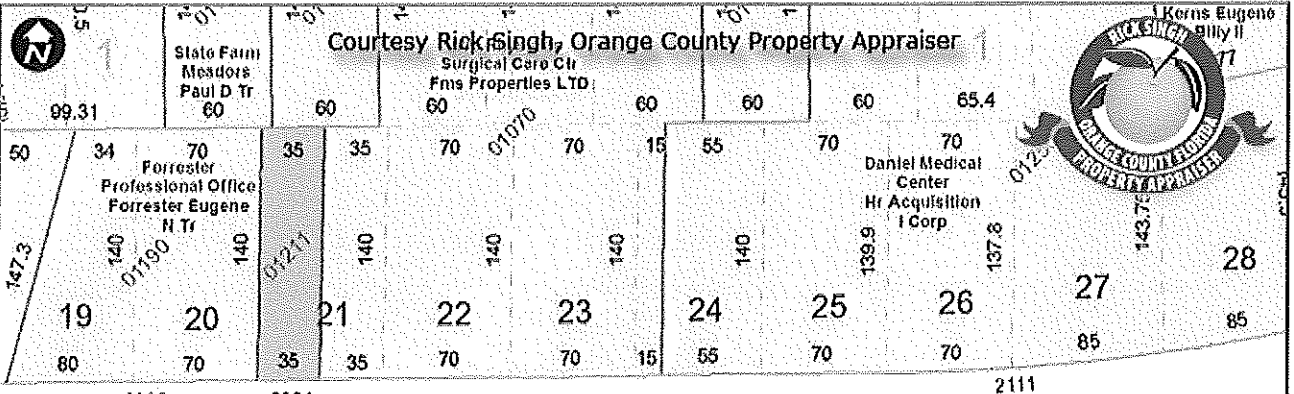 N
Kerns Eugene
Billy II
Courtesy Rick Singh, Orange County Property Appraiser
State Farm
Meadors
Paul D Tr
Surgical Care Ctr
Fms Properties LTD
1
1
99.31
60
60
60
60
60
60
65.4
50
34
70
35
35
70
01070
70
15
55
70
70
Forrester
Professional Office
Forrester Eugene
N Tr
Daniel Medical
Center
Hr Acquisition
I Corp
RICK SINGH
ORANGE COUNTY FLORIDA
PROPERTY APPRAISER
147.3
140
01190
140
01211
140
140
140
140
139.9
137.8
143.75
19
20
21
22
23
24
25
26
27
28
80
70
35
35
70
70
15
55
70
70
85
85
2111